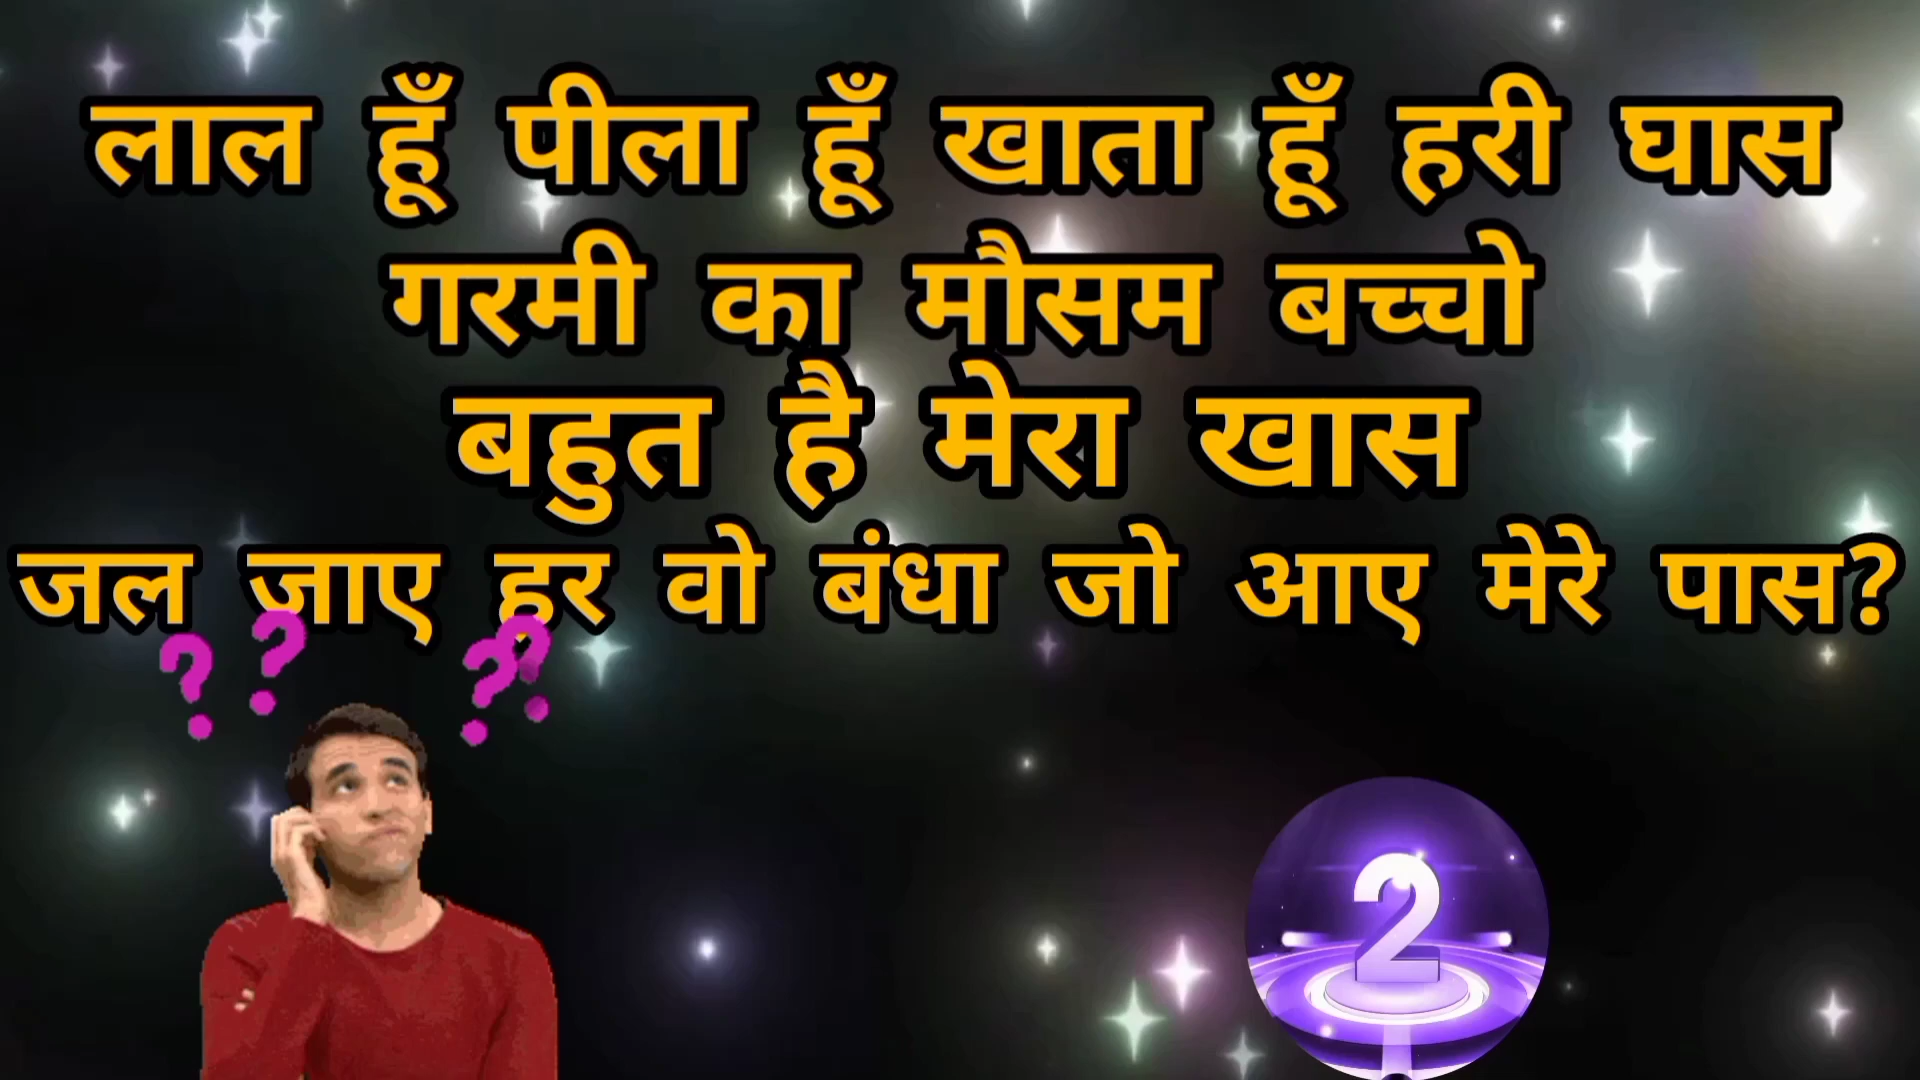 लाल हूँ पीला हूँ खाता हूँ हरी घास
गरमी का मौसम बच्चो
बहुत है मेरा खास
जल जाए हर वो बंधा जो आए मेरे पास?
? ? ? ?
2